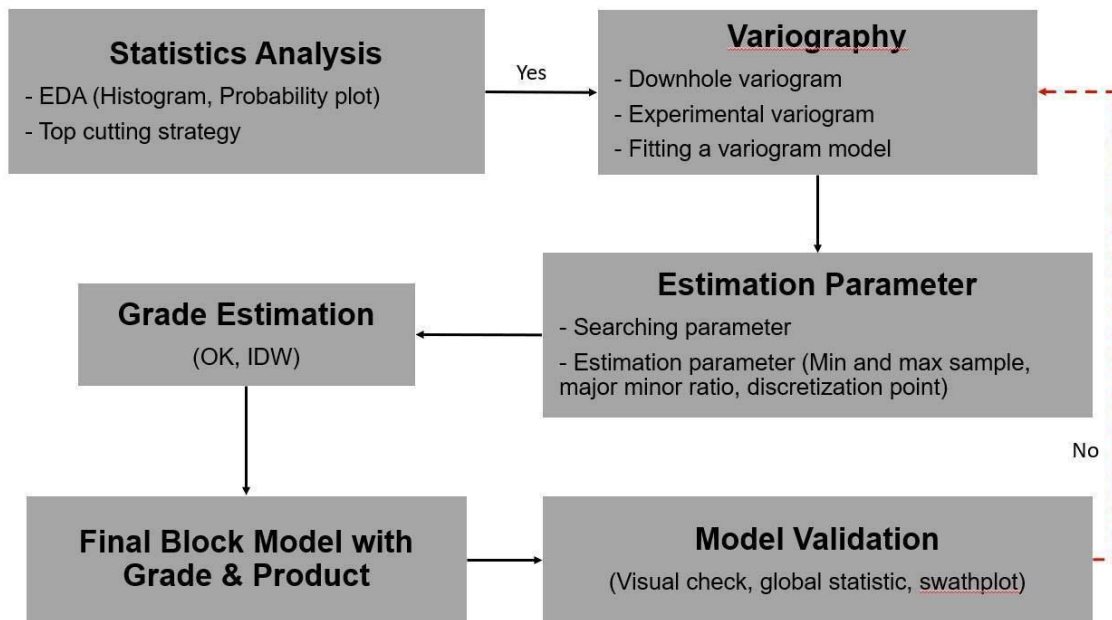 Statistics Analysis
- EDA (Histogram, Probability plot)
- Top cutting strategy
Yes
Variography
- Downhole variogram
- Experimental variogram
- Fitting a variogram model
Estimation Parameter
- Searching parameter
- Estimation parameter (Min and max sample,
major minor ratio, discretization point)
Grade Estimation
(OK, IDW)
No
Final Block Model with
Grade & Product
Model Validation
(Visual check, global statistic, swathplot)